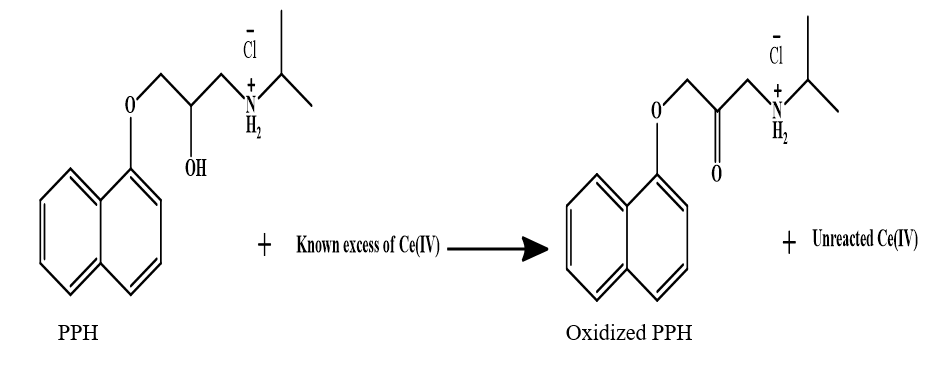 Cl
−
+
N
H2
O
OH
+ Known excess of Ce(IV)
PPH
Cl
−
+
N
H2
O
O
+ Unreacted Ce(IV)
Oxidized PPH